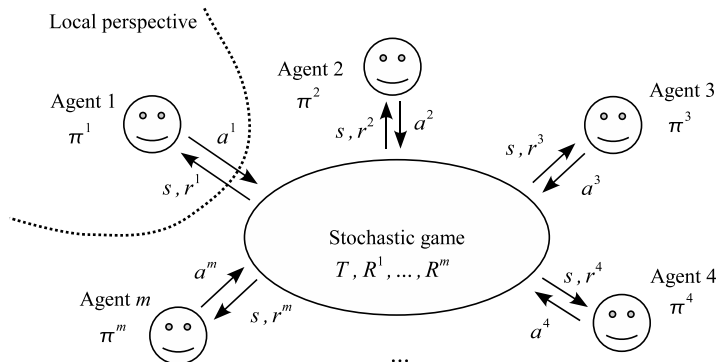 Local perspective
Agent 1
π¹
a¹
s, r¹
Agent 2
π²
s, r²
a²
Agent 3
π³
s, r³
a³
Stochastic game
T, R¹, ..., Rᵐ
Agent 4
π⁴
s, r⁴
a⁴
Agent m
πᵐ
aᵐ
s, rᵐ
...